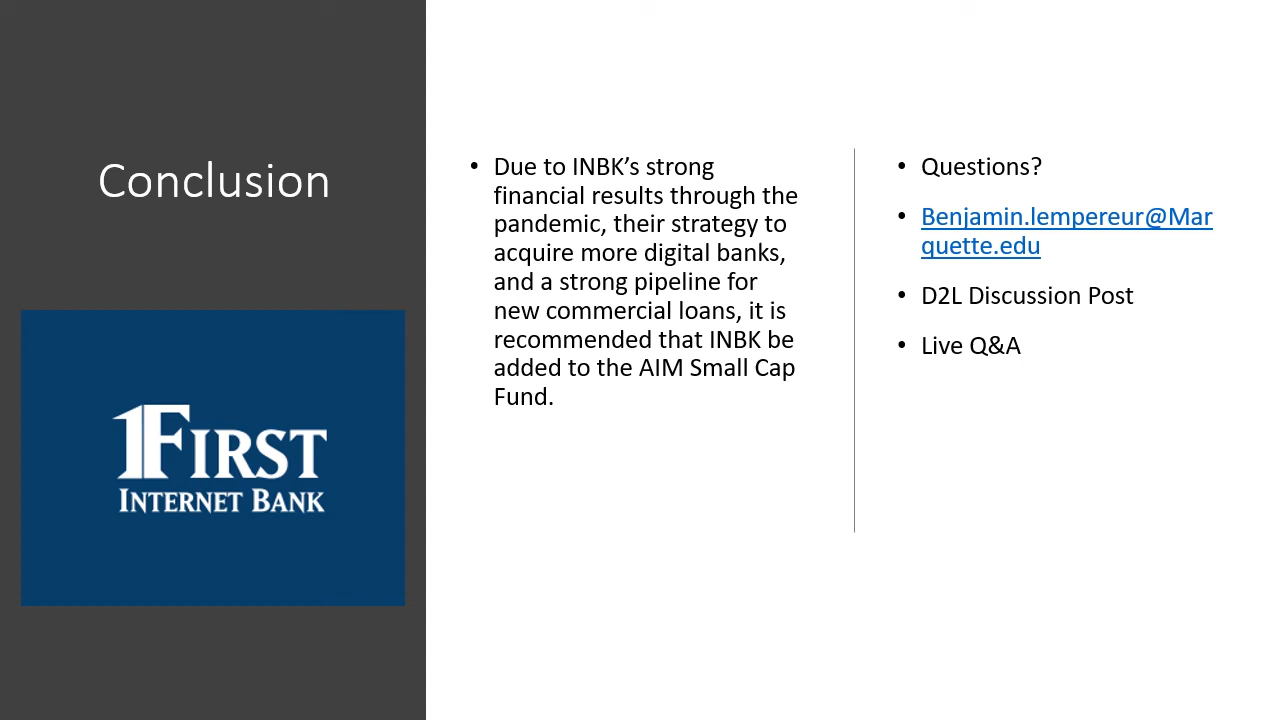 Conclusion
1FIRST
INTERNET BANK
• Due to INBK’s strong
financial results through the
pandemic, their strategy to
acquire more digital banks,
and a strong pipeline for
new commercial loans, it is
recommended that INBK be
added to the AIM Small Cap
Fund.
• Questions?
• Benjamin.lempereur@Mar
quette.edu
• D2L Discussion Post
• Live Q&A